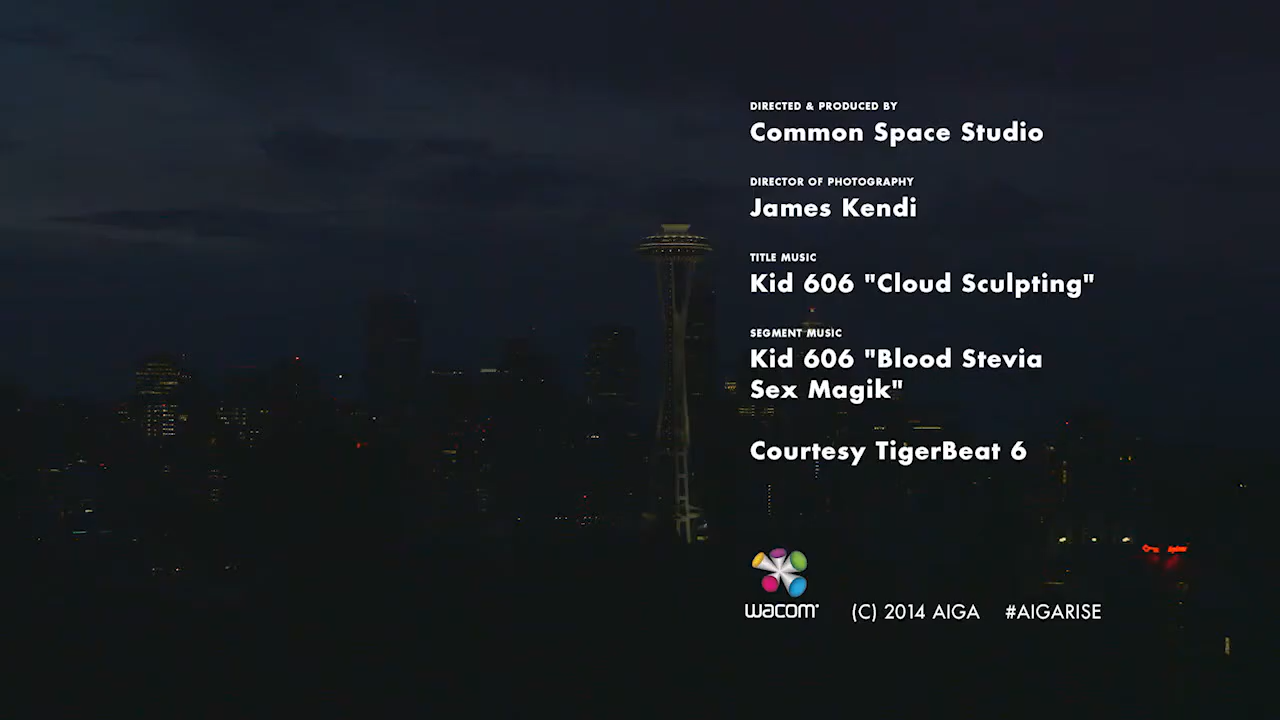 DIRECTED & PRODUCED BY
Common Space Studio
DIRECTOR OF PHOTOGRAPHY
James Kendi
TITLE MUSIC
Kid 606 "Cloud Sculpting"
SEGMENT MUSIC
Kid 606 "Blood Stevia
Sex Magik"
Courtesy TigerBeat 6
wacom
(C) 2014 AIGA #AIGARISE